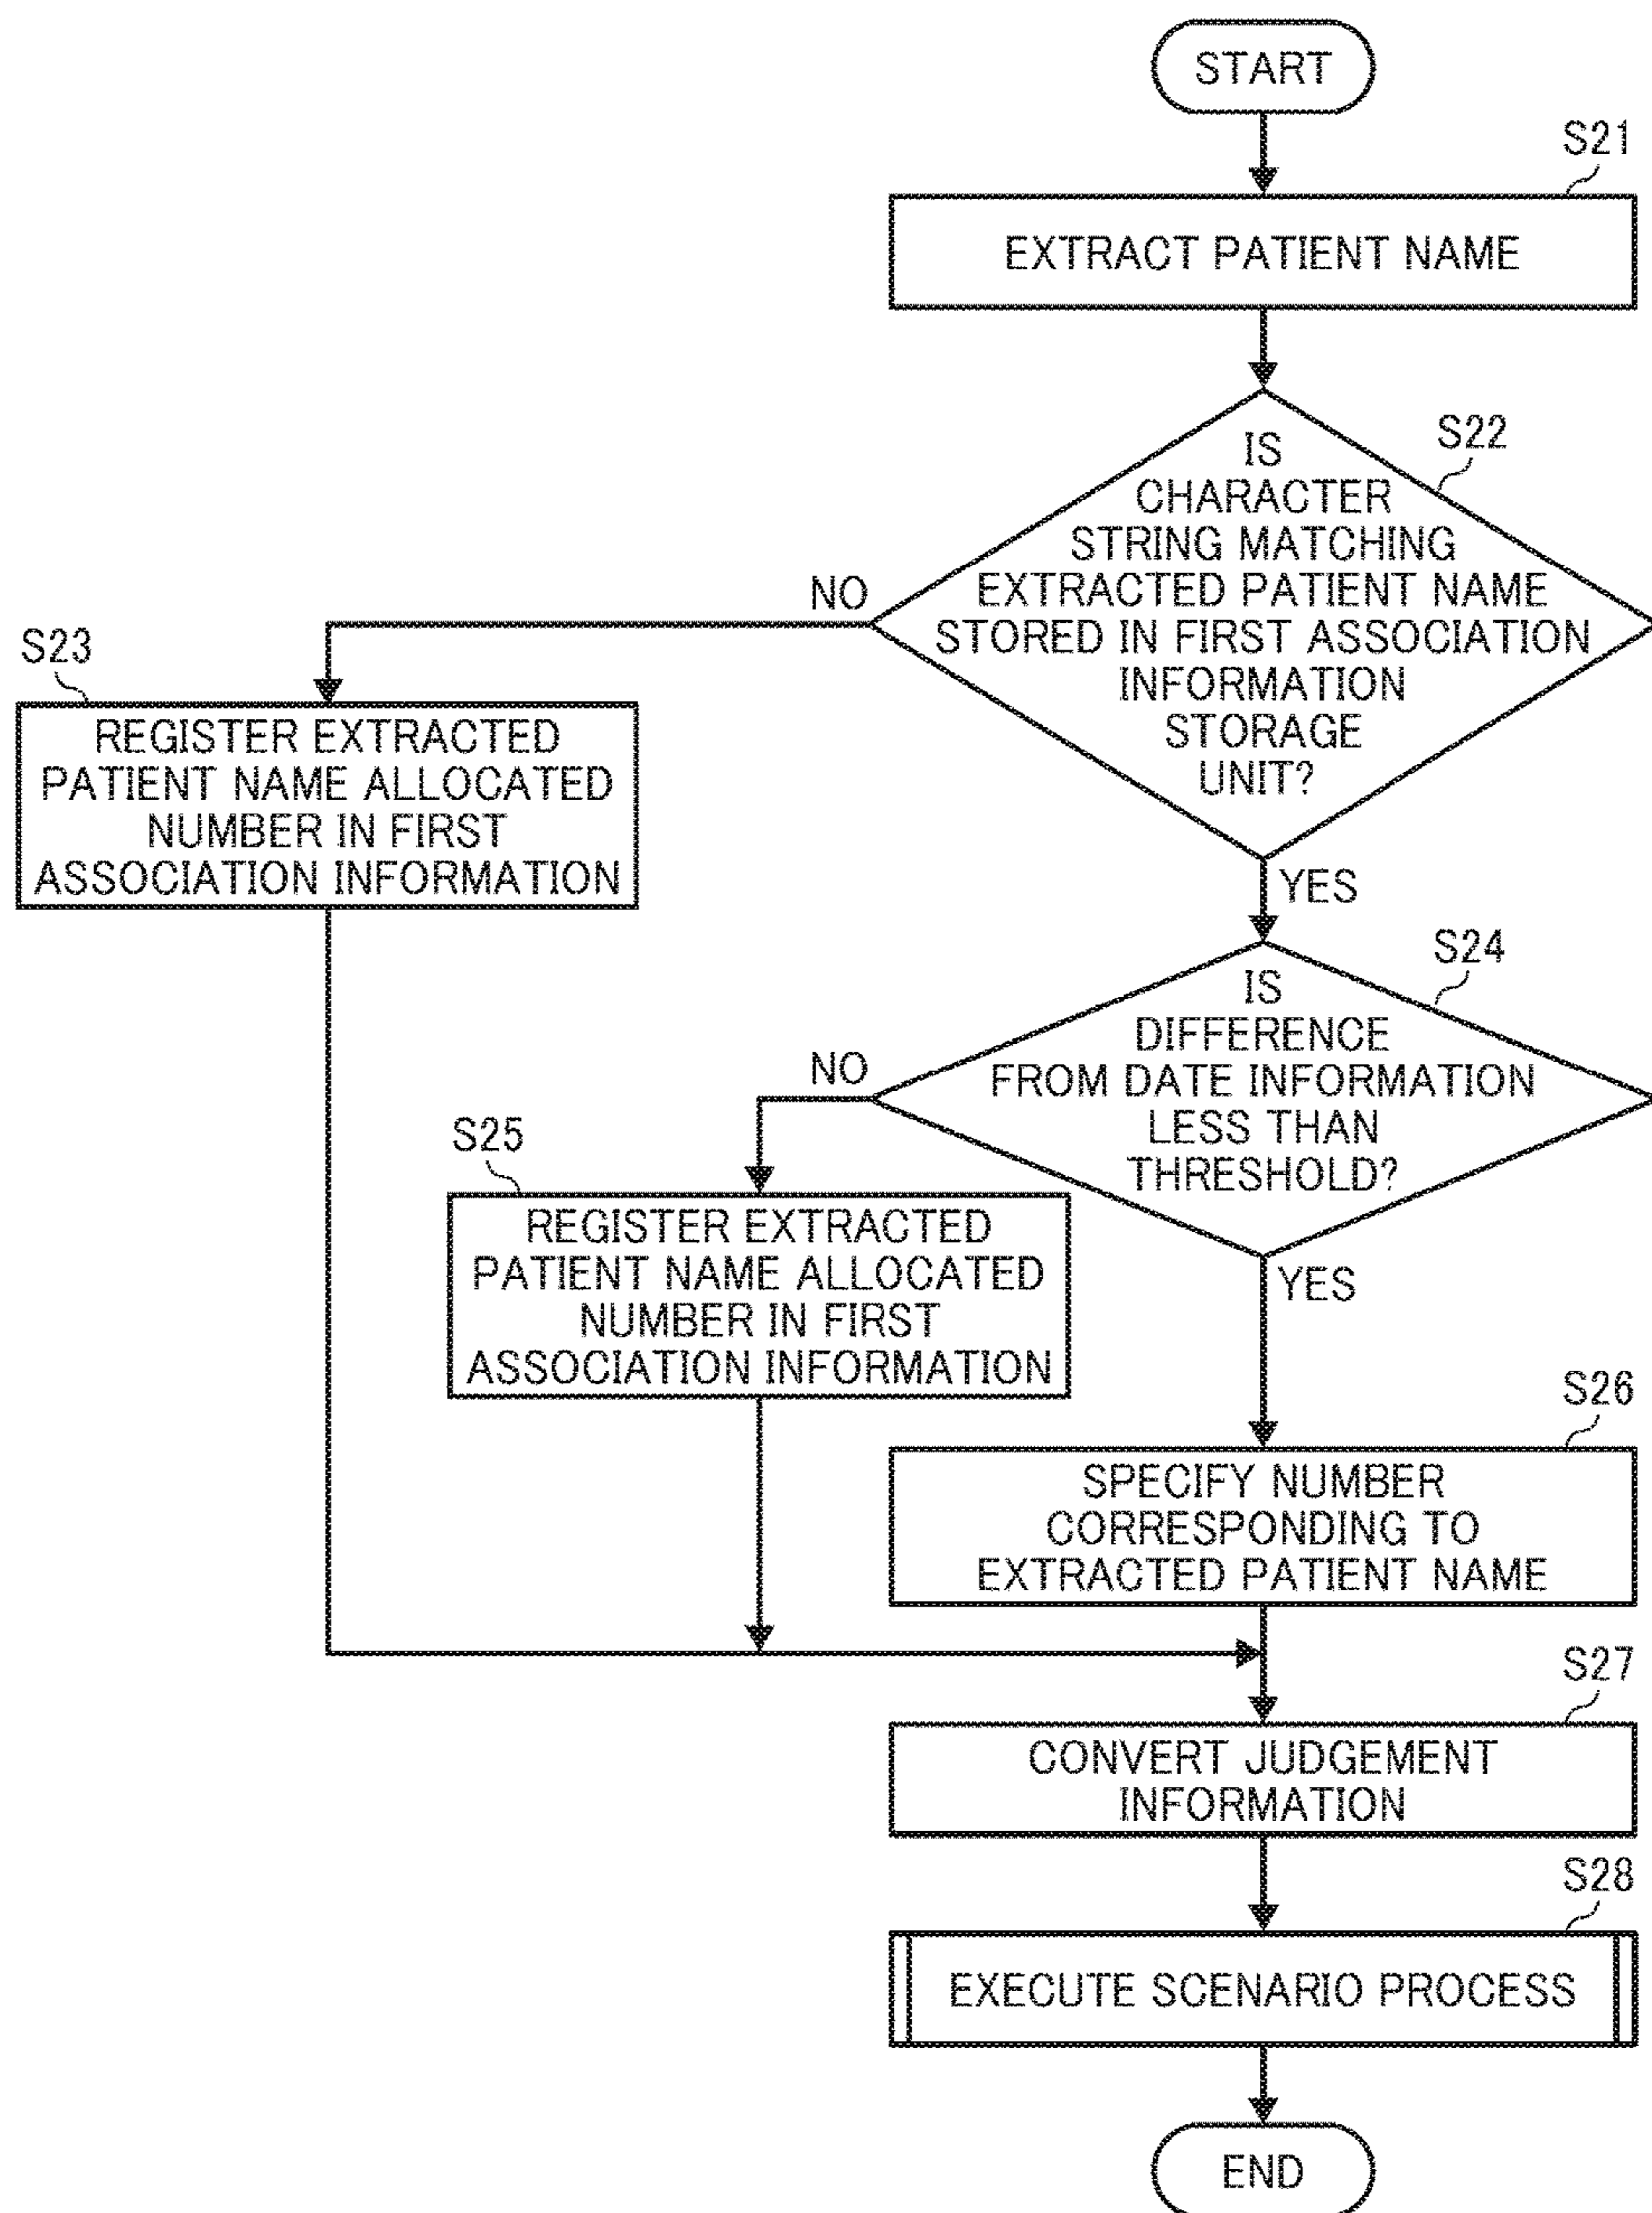 START
S21
EXTRACT PATIENT NAME
S22
IS
CHARACTER
STRING MATCHING
EXTRACTED PATIENT NAME
STORED IN FIRST ASSOCIATION
INFORMATION
STORAGE
UNIT?
NO
S23
REGISTER EXTRACTED
PATIENT NAME ALLOCATED
NUMBER IN FIRST
ASSOCIATION INFORMATION
YES
S24
IS
DIFFERENCE
FROM DATE INFORMATION
LESS THAN
THRESHOLD?
NO
S25
REGISTER EXTRACTED
PATIENT NAME ALLOCATED
NUMBER IN FIRST
ASSOCIATION INFORMATION
YES
S26
SPECIFY NUMBER
CORRESPONDING TO
EXTRACTED PATIENT NAME
S27
CONVERT JUDGEMENT
INFORMATION
S28
EXECUTE SCENARIO PROCESS
END